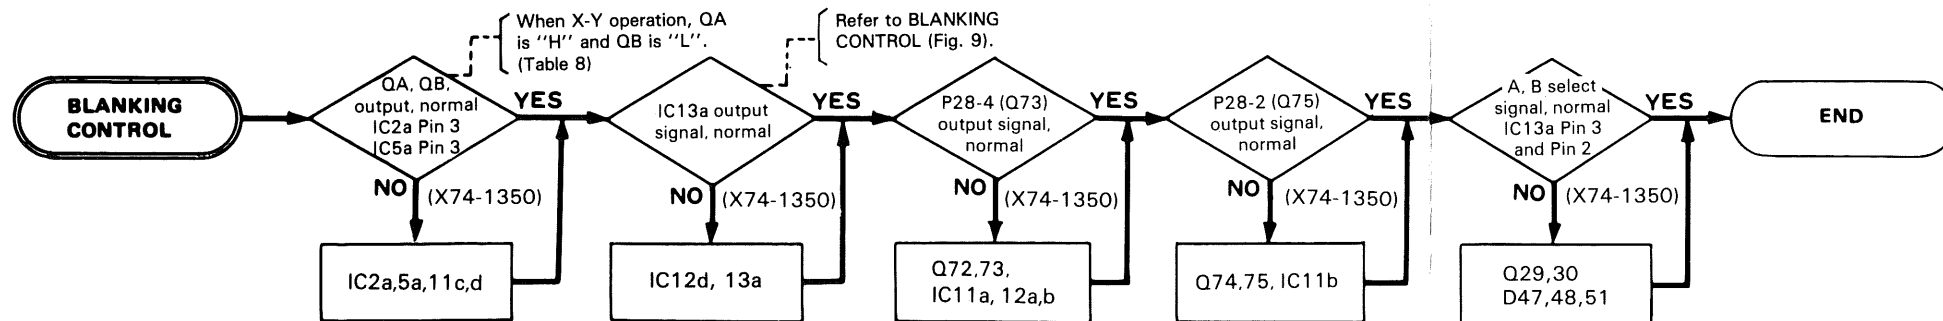 BLANKING
CONTROL
When X-Y operation, QA
is "H" and QB is "L".
(Table 8)
QA, QB,
output, normal
IC2a Pin 3
IC5a Pin 3
YES
NO
(X74-1350)
IC2a,5a,11c,d
Refer to BLANKING
CONTROL (Fig. 9).
IC13a output
signal, normal
YES
NO
(X74-1350)
IC12d, 13a
P28-4 (Q73)
output signal,
normal
YES
NO
(X74-1350)
Q72,73,
IC11a, 12a,b
P28-2 (Q75)
output signal,
normal
YES
NO
(X74-1350)
Q74,75, IC11b
A, B select
signal, normal
IC13a Pin 3
and Pin 2
YES
NO
(X74-1350)
Q29,30
D47,48,51
END